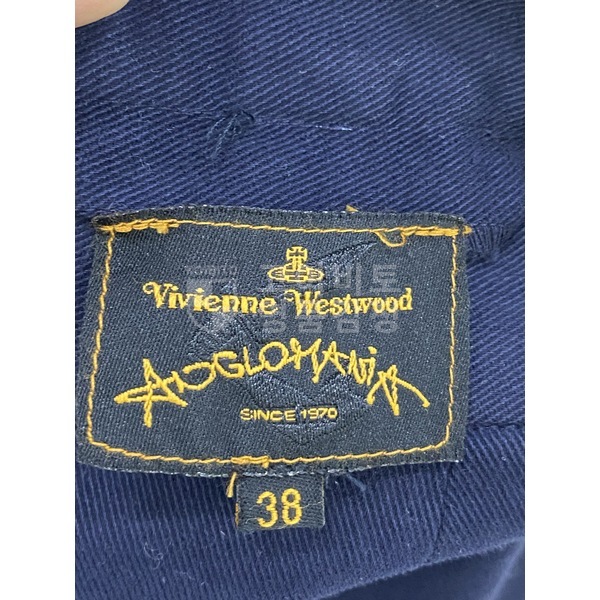 Vivienne Westwood
ANGLOMANIA
SINCE 1970
38